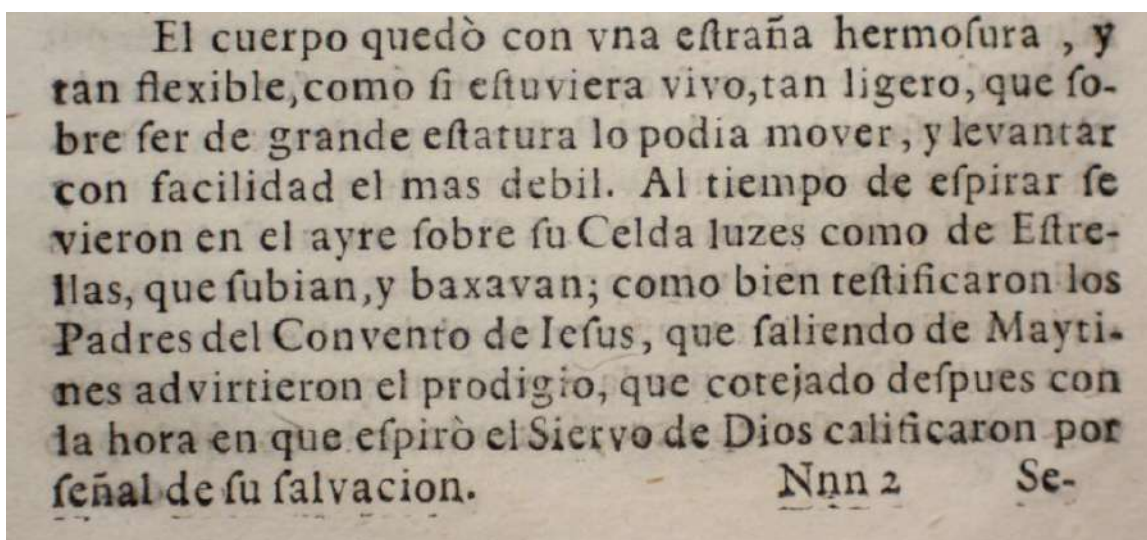 El cuerpo quedò con vna eſtraña hermoſura , y
tan flexible,como ſi eſtuviera vivo,tan ligero, que ſo-
bre ſer de grande eſtatura lo podia mover, y levantar
con facilidad el mas debil. Al tiempo de eſpirar ſe
vieron en el ayre ſobre ſu Celda luzes como de Eſtre-
llas, que ſubian,y baxavan; como bien teſtificaron los
Padres del Convento de Ieſus, que ſaliendo de Mayti-
nes advirtieron el prodigio, que cotejado deſpues con
la hora en que eſpirò el Siervo de Dios calificaron por
ſeñal de ſu ſalvacion. Nnn 2 Se-